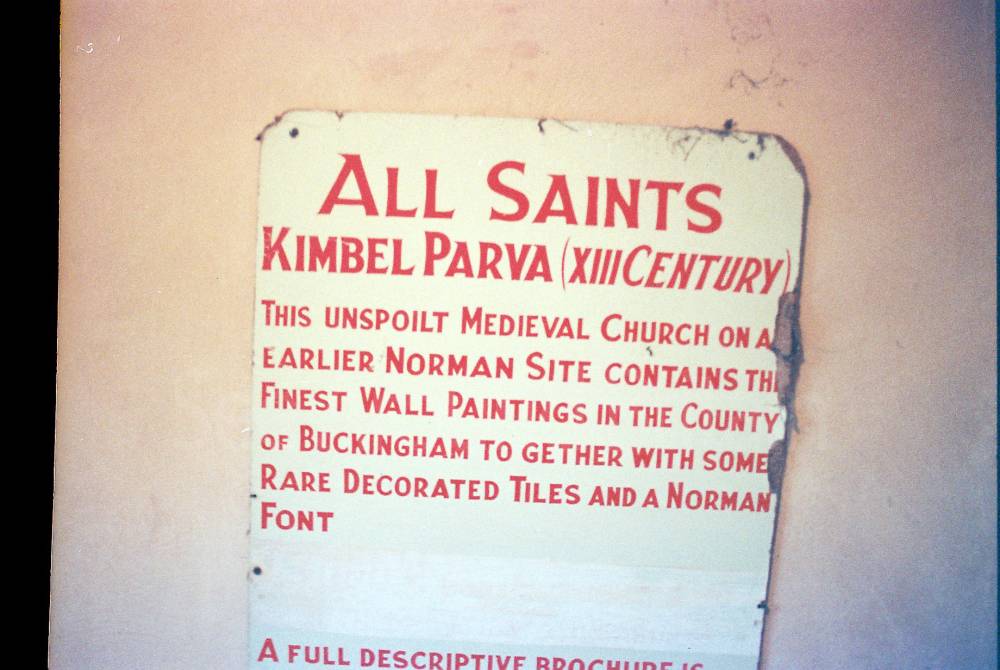 ALL SAINTS
KIMBEL PARVA (XIII CENTURY)
THIS UNSPOILT MEDIEVAL CHURCH ON A
EARLIER NORMAN SITE CONTAINS THE
FINEST WALL PAINTINGS IN THE COUNTY
OF BUCKINGHAM TO GETHER WITH SOME
RARE DECORATED TILES AND A NORMAN
FONT
A FULL DESCRIPTIVE BROCHURE IS